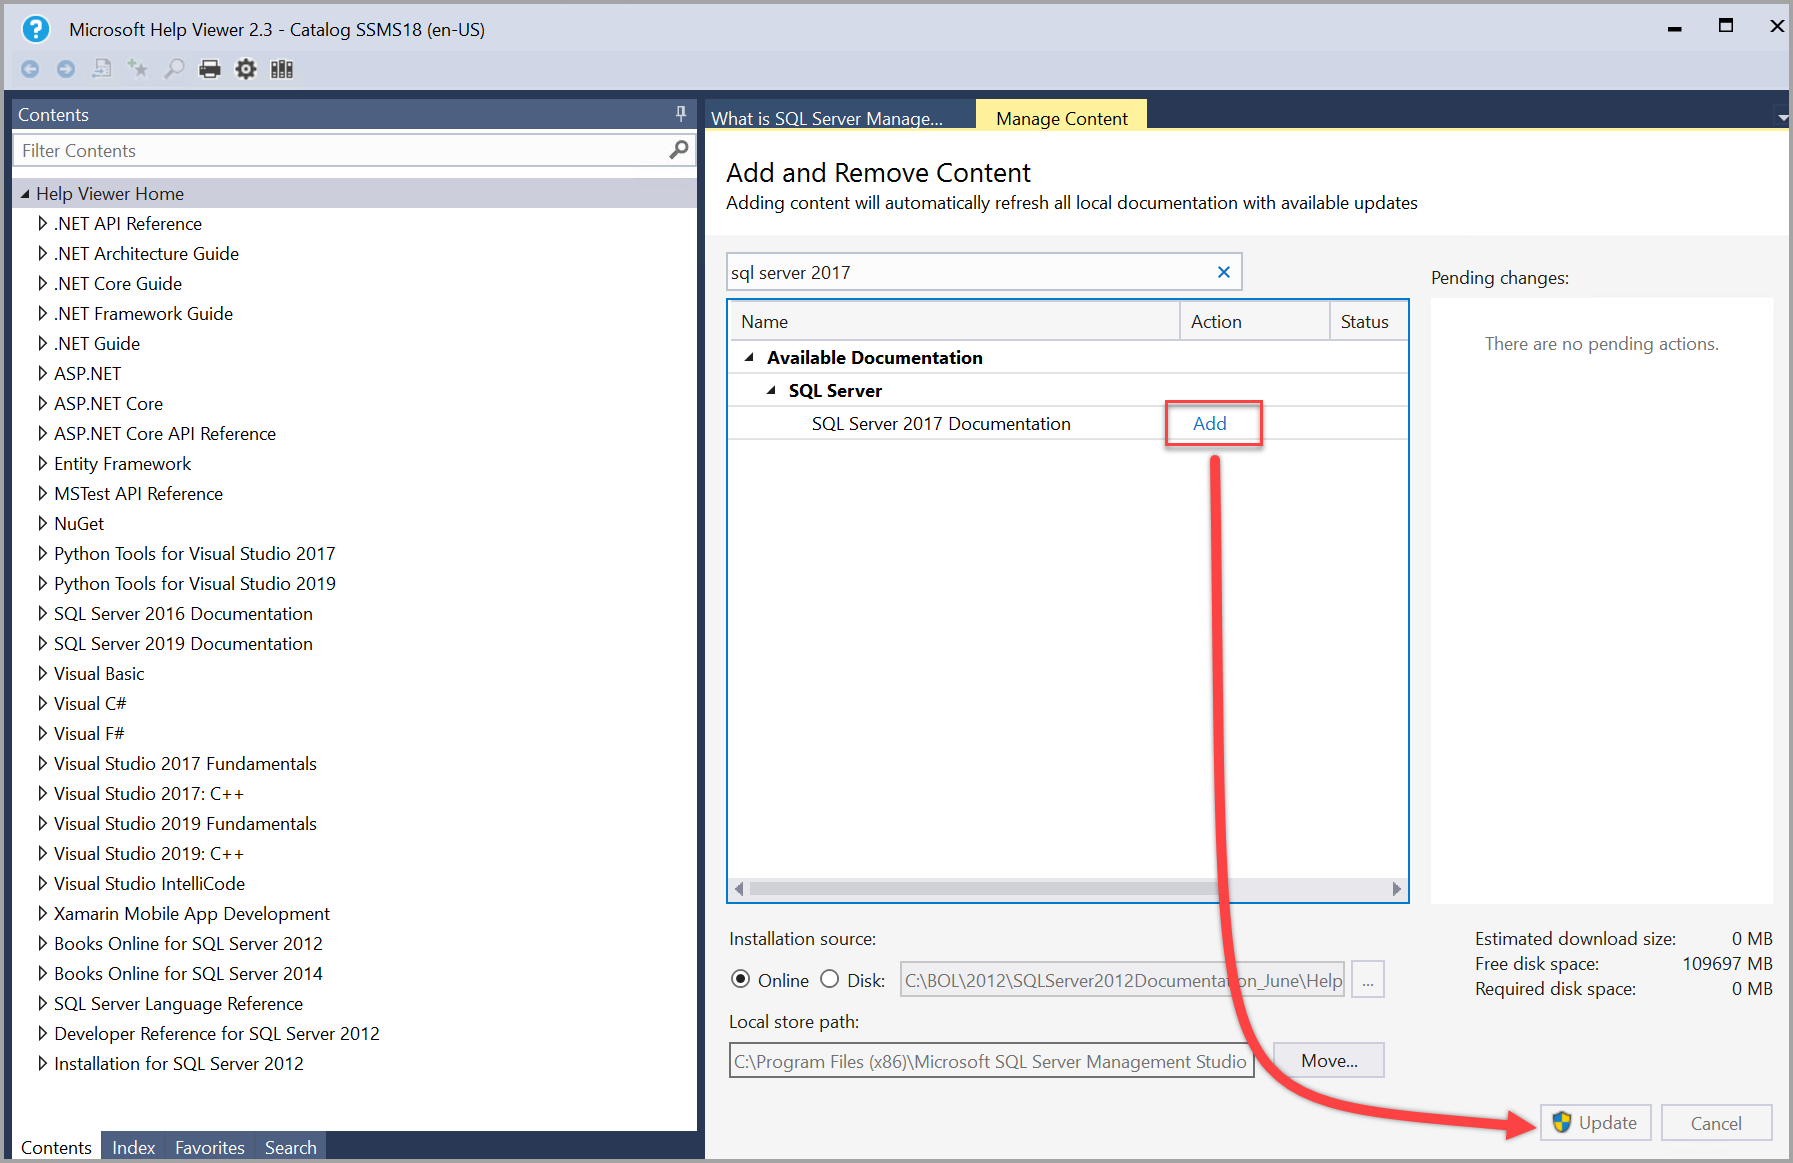 Microsoft Help Viewer 2.3 - Catalog SSMS18 (en-US)
Contents
Filter Contents
Help Viewer Home
.NET API Reference
.NET Architecture Guide
.NET Core Guide
.NET Framework Guide
.NET Guide
ASP.NET
ASP.NET Core
ASP.NET Core API Reference
Entity Framework
MSTest API Reference
NuGet
Python Tools for Visual Studio 2017
Python Tools for Visual Studio 2019
SQL Server 2016 Documentation
SQL Server 2019 Documentation
Visual Basic
Visual C#
Visual F#
Visual Studio 2017 Fundamentals
Visual Studio 2017: C++
Visual Studio 2019 Fundamentals
Visual Studio 2019: C++
Visual Studio IntelliCode
Xamarin Mobile App Development
Books Online for SQL Server 2012
Books Online for SQL Server 2014
SQL Server Language Reference
Developer Reference for SQL Server 2012
Installation for SQL Server 2012
Contents Index Favorites Search
What is SQL Server Manage... Manage Content
Add and Remove Content
Adding content will automatically refresh all local documentation with available updates
sql server 2017
Name Action Status
Available Documentation
SQL Server
SQL Server 2017 Documentation Add
Pending changes:
There are no pending actions.
Installation source:
Online Disk: C:\BOL\2012\SQLServer2012Documentation_June\Help ...
Local store path:
C:\Program Files (x86)\Microsoft SQL Server Management Studio Move...
Estimated download size: 0 MB
Free disk space: 109697 MB
Required disk space: 0 MB
Update Cancel